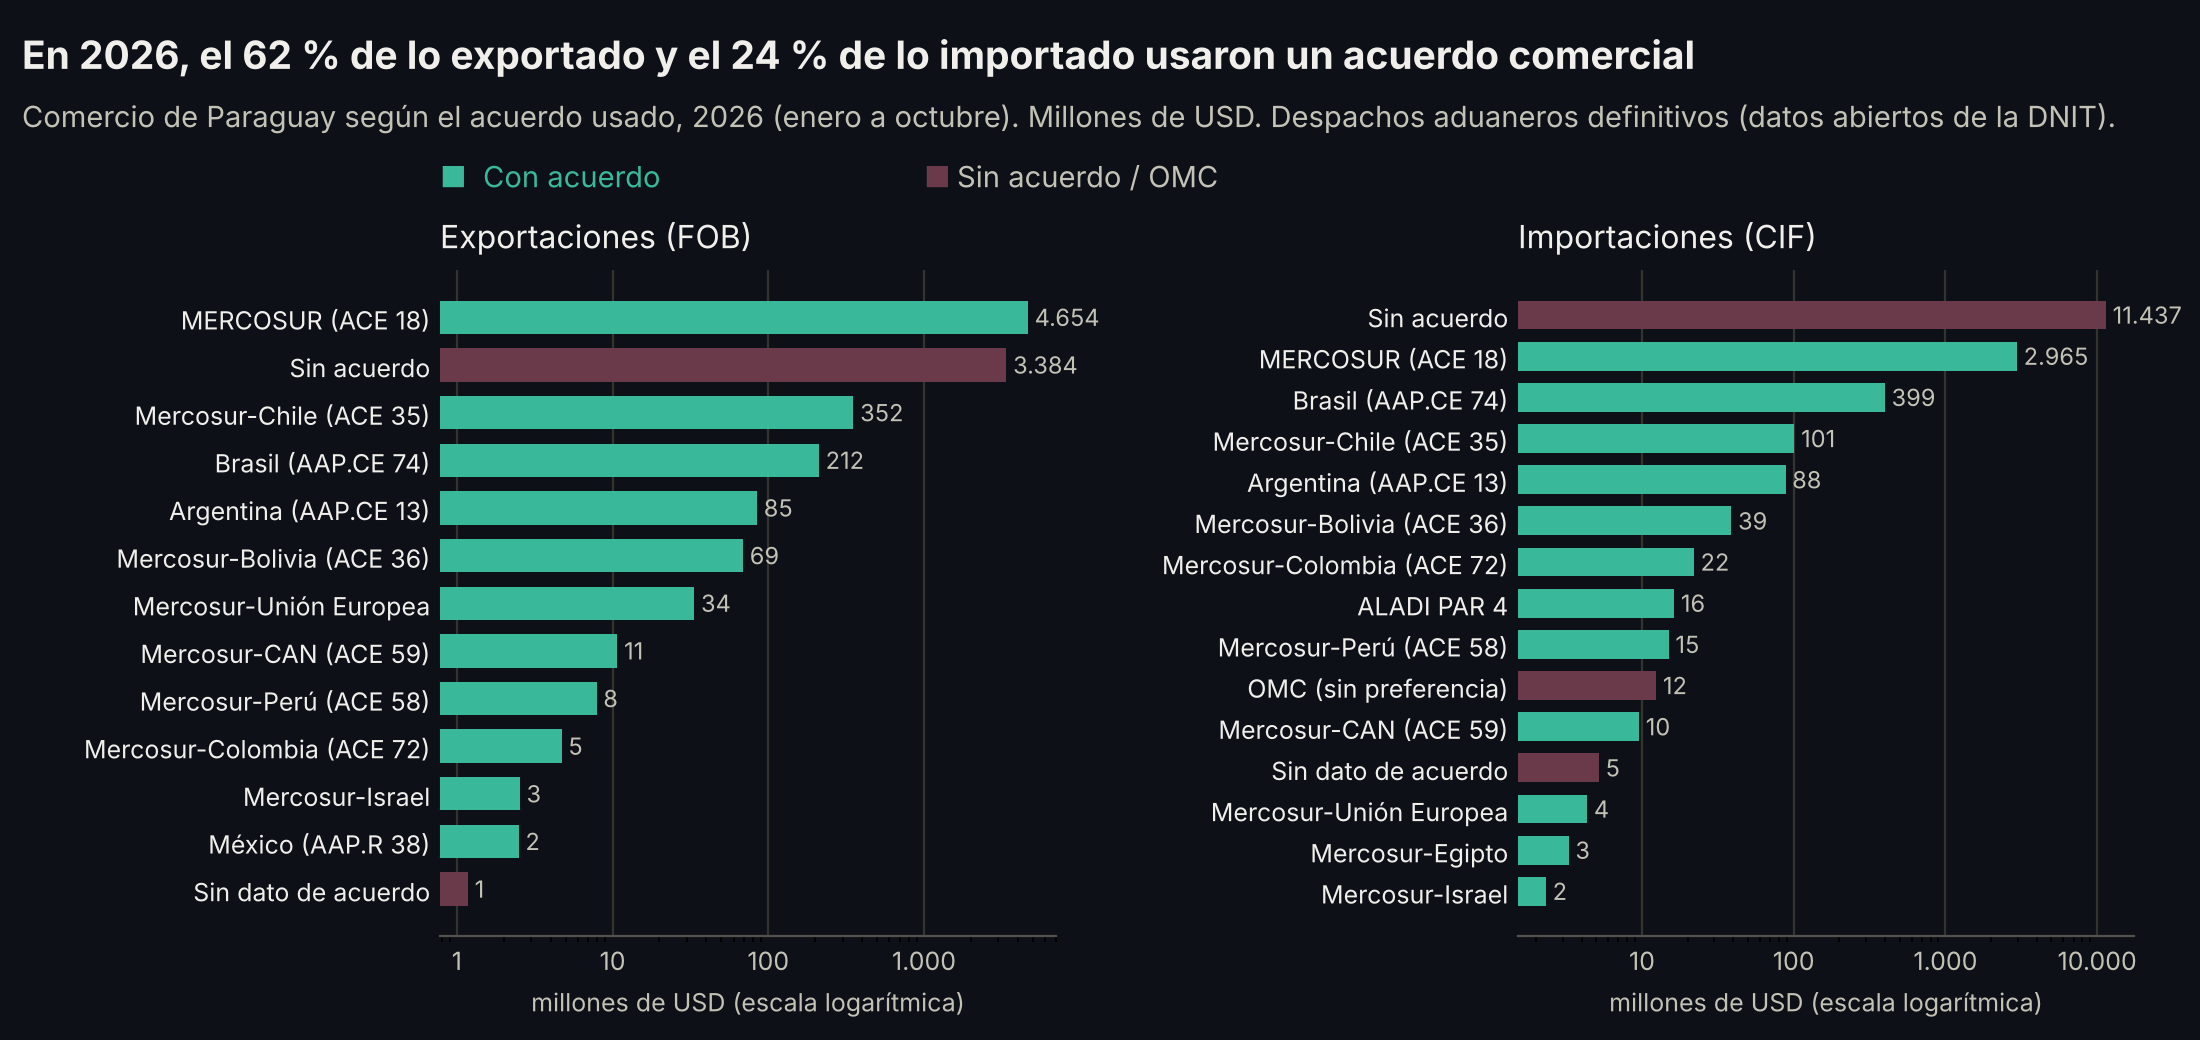 En 2026, el 62 % de lo exportado y el 24 % de lo importado usaron un acuerdo comercial
Comercio de Paraguay según el acuerdo usado, 2026 (enero a octubre). Millones de USD. Despachos aduaneros definitivos (datos abiertos de la DNIT).
Con acuerdo
Sin acuerdo / OMC
Exportaciones (FOB)
MERCOSUR (ACE 18) 4.654
Sin acuerdo 3.384
Mercosur-Chile (ACE 35) 352
Brasil (AAP.CE 74) 212
Argentina (AAP.CE 13) 85
Mercosur-Bolivia (ACE 36) 69
Mercosur-Unión Europea 34
Mercosur-CAN (ACE 59) 11
Mercosur-Perú (ACE 58) 8
Mercosur-Colombia (ACE 72) 5
Mercosur-Israel 3
México (AAP.R 38) 2
Sin dato de acuerdo 1
1 10 100 1.000
millones de USD (escala logarítmica)
Importaciones (CIF)
Sin acuerdo 11.437
MERCOSUR (ACE 18) 2.965
Brasil (AAP.CE 74) 399
Mercosur-Chile (ACE 35) 101
Argentina (AAP.CE 13) 88
Mercosur-Bolivia (ACE 36) 39
Mercosur-Colombia (ACE 72) 22
ALADI PAR 4 16
Mercosur-Perú (ACE 58) 15
OMC (sin preferencia) 12
Mercosur-CAN (ACE 59) 10
Sin dato de acuerdo 5
Mercosur-Unión Europea 4
Mercosur-Egipto 3
Mercosur-Israel 2
10 100 1.000 10.000
millones de USD (escala logarítmica)